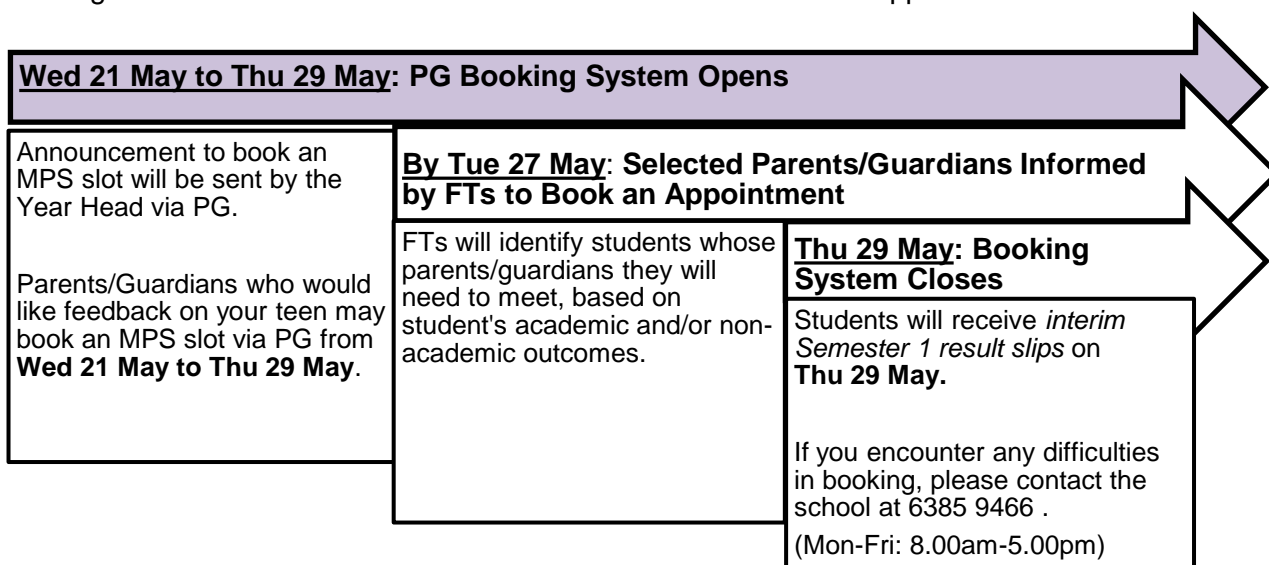 Wed 21 May to Thu 29 May: PG Booking System Opens
Announcement to book an
MPS slot will be sent by the
Year Head via PG.
Parents/Guardians who would
like feedback on your teen may
book an MPS slot via PG from
Wed 21 May to Thu 29 May.
By Tue 27 May: Selected Parents/Guardians Informed
by FTs to Book an Appointment
FTs will identify students whose
parents/guardians they will
need to meet, based on
student's academic and/or non-
academic outcomes.
Thu 29 May: Booking
System Closes
Students will receive interim
Semester 1 result slips on
Thu 29 May.
If you encounter any difficulties
in booking, please contact the
school at 6385 9466 .
(Mon-Fri: 8.00am-5.00pm)